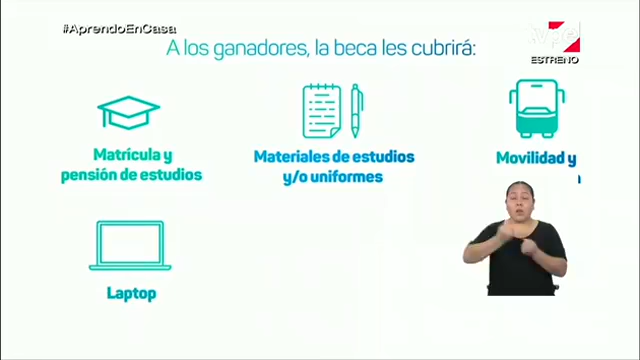 #AprendoEnCasa
A los ganadores, la beca les cubrirá:
ESTRENO
Matrícula y
pensión de estudios
Materiales de estudios
y/o uniformes
Movilidad y
Laptop